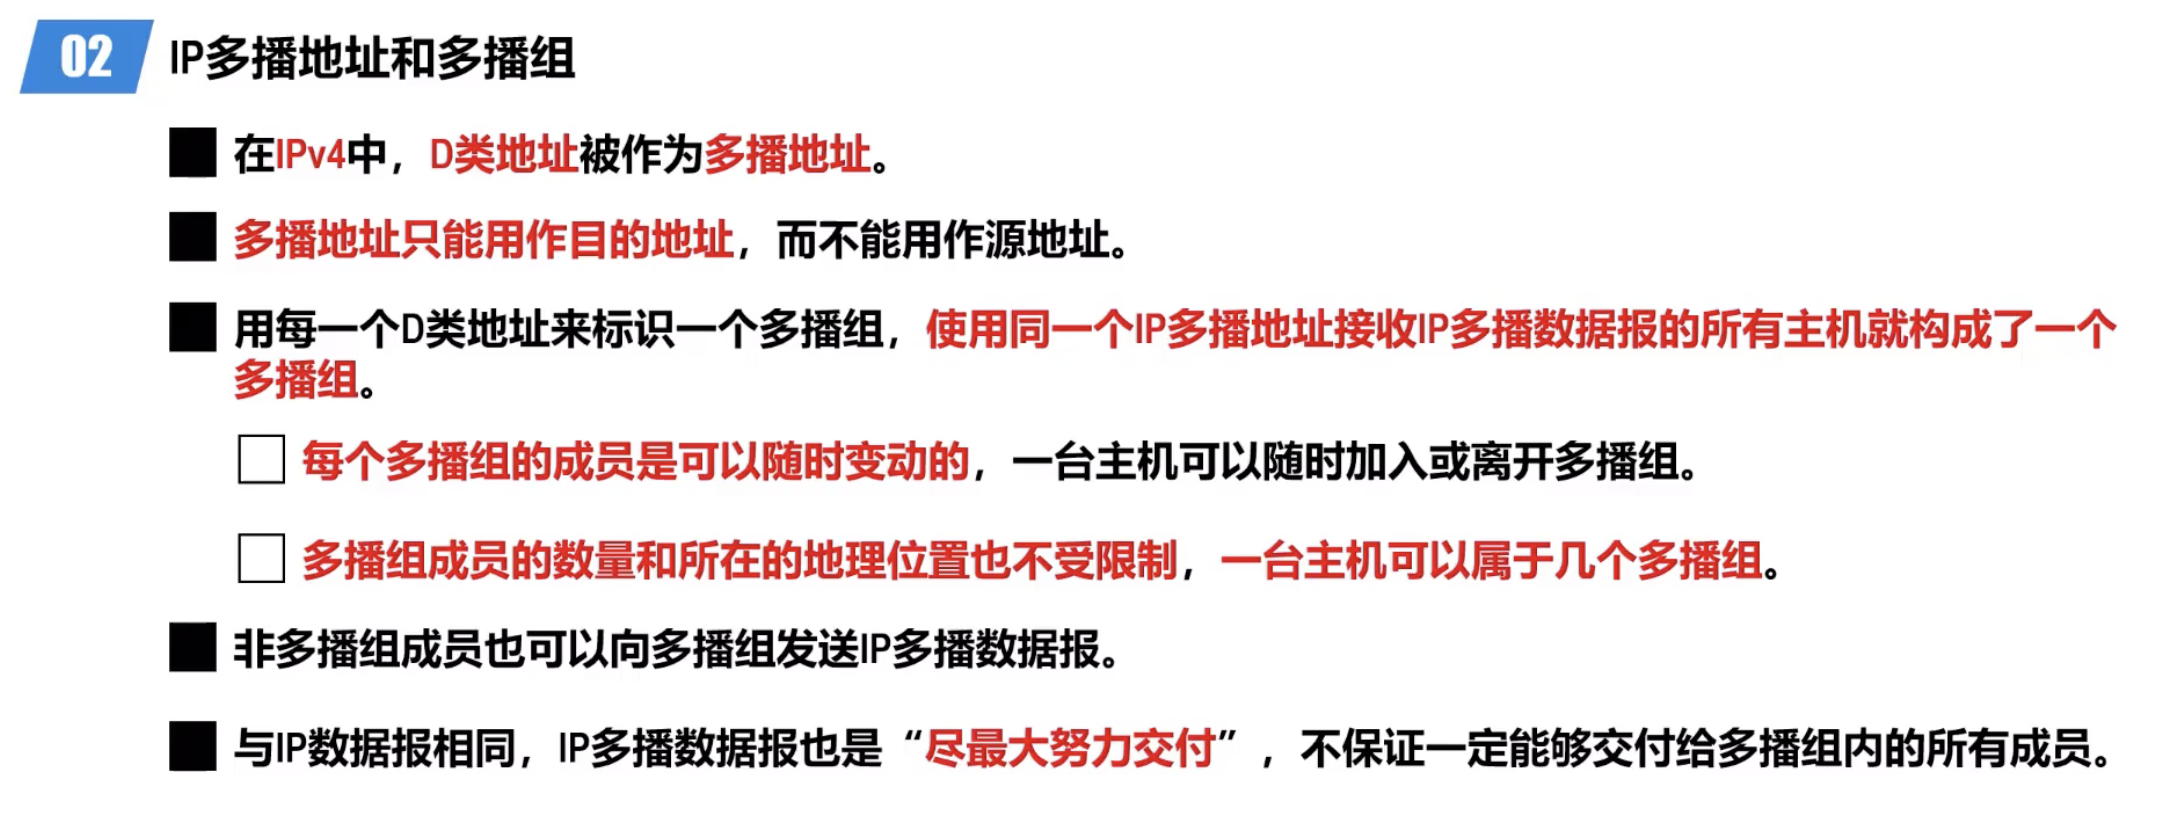 02 IP多播地址和多播组
在IPv4中，D类地址被作为多播地址。
多播地址只能用作目的地址，而不能用作源地址。
用每一个D类地址来标识一个多播组，使用同一个IP多播地址接收IP多播数据报的所有主机就构成了一个
多播组。
每个多播组的成员是可以随时变动的，一台主机可以随时加入或离开多播组。
多播组成员的数量和所在的地理位置也不受限制，一台主机可以属于几个多播组。
非多播组成员也可以向多播组发送IP多播数据报。
与IP数据报相同，IP多播数据报也是“尽最大努力交付”，不保证一定能够交付给多播组内的所有成员。